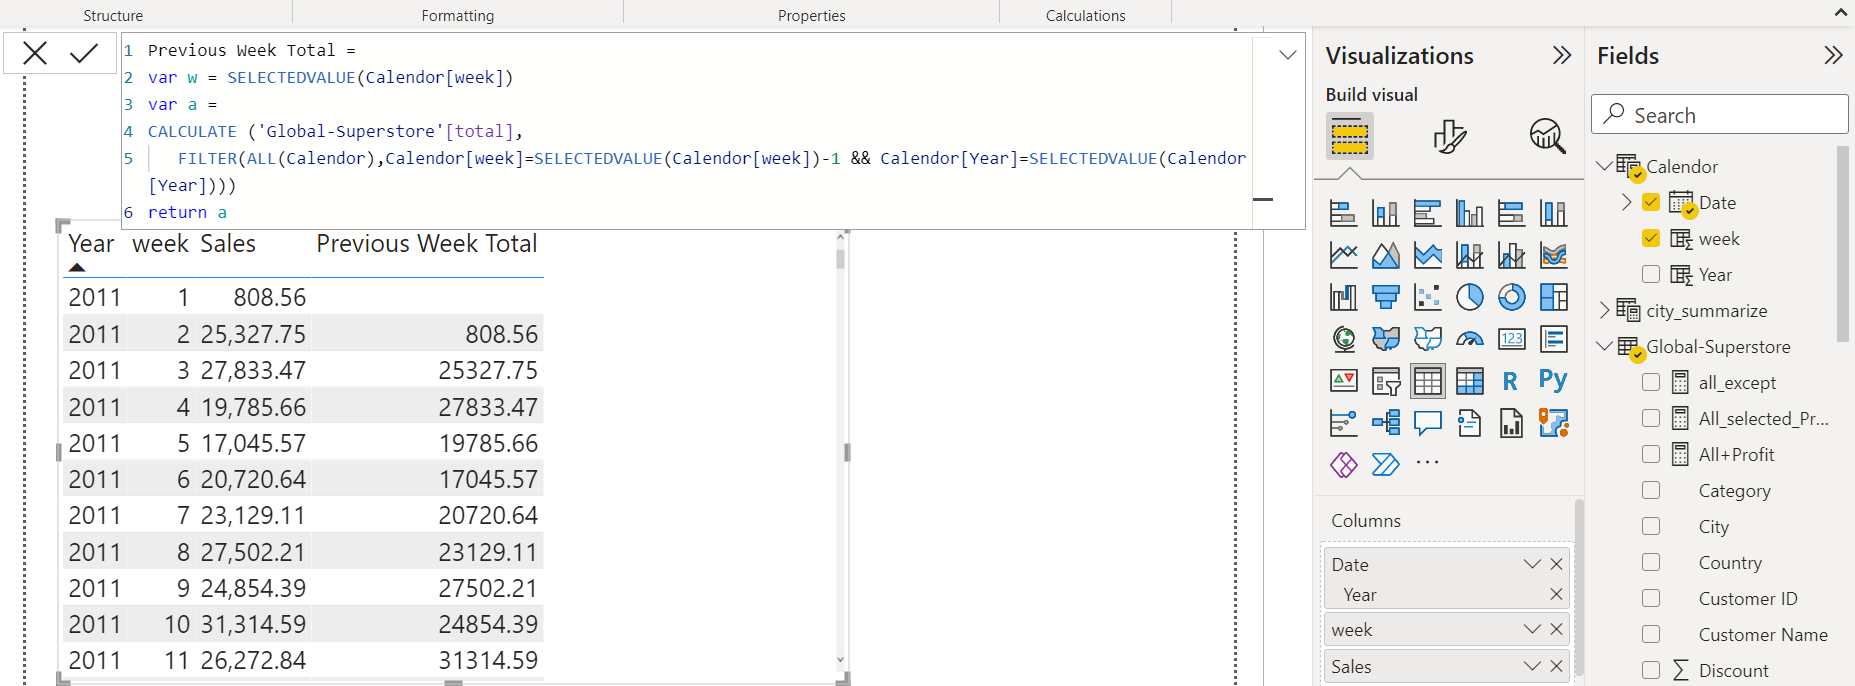 Structure
Formatting
Properties
Calculations
1 Previous Week Total =
2 var w = SELECTEDVALUE(Calendor[week])
3 var a =
4 CALCULATE ('Global-Superstore'[total],
5 FILTER(ALL(Calendor),Calendor[week]=SELECTEDVALUE(Calendor[week])-1 && Calendor[Year]=SELECTEDVALUE(Calendor
[Year])))
6 return a
Year week Sales Previous Week Total
2011 1 808.56
2011 2 25,327.75 808.56
2011 3 27,833.47 25327.75
2011 4 19,785.66 27833.47
2011 5 17,045.57 19785.66
2011 6 20,720.64 17045.57
2011 7 23,129.11 20720.64
2011 8 27,502.21 23129.11
2011 9 24,854.39 27502.21
2011 10 31,314.59 24854.39
2011 11 26,272.84 31314.59
Visualizations
Build visual
123
R
Py
...
Columns
Date
Year
week
Sales
Fields
Search
Calendor
Date
week
Year
city_summarize
Global-Superstore
all_except
All_selected_Pr...
All+Profit
Category
City
Country
Customer ID
Customer Name
Discount